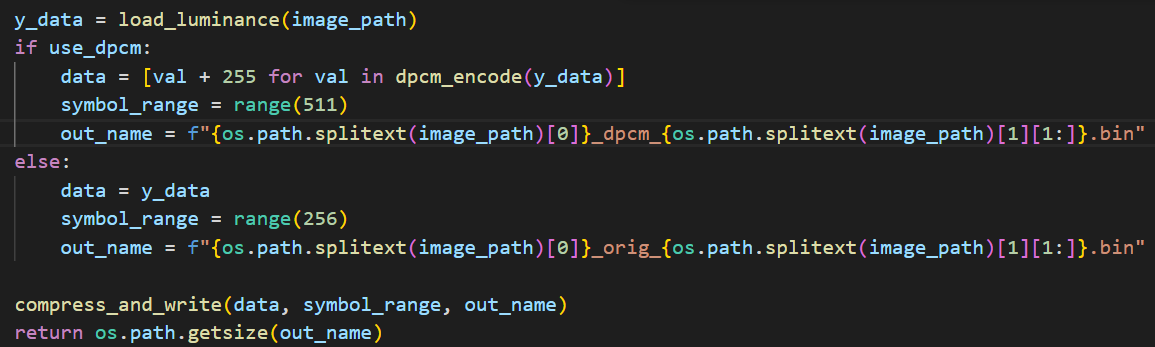 y_data = load_luminance(image_path)
if use_dpcm:
    data = [val + 255 for val in dpcm_encode(y_data)]
    symbol_range = range(511)
    out_name = f"{os.path.splitext(image_path)[0]}_dpcm_{os.path.splitext(image_path)[1][1:]}.bin"
else:
    data = y_data
    symbol_range = range(256)
    out_name = f"{os.path.splitext(image_path)[0]}_orig_{os.path.splitext(image_path)[1][1:]}.bin"

compress_and_write(data, symbol_range, out_name)
return os.path.getsize(out_name)